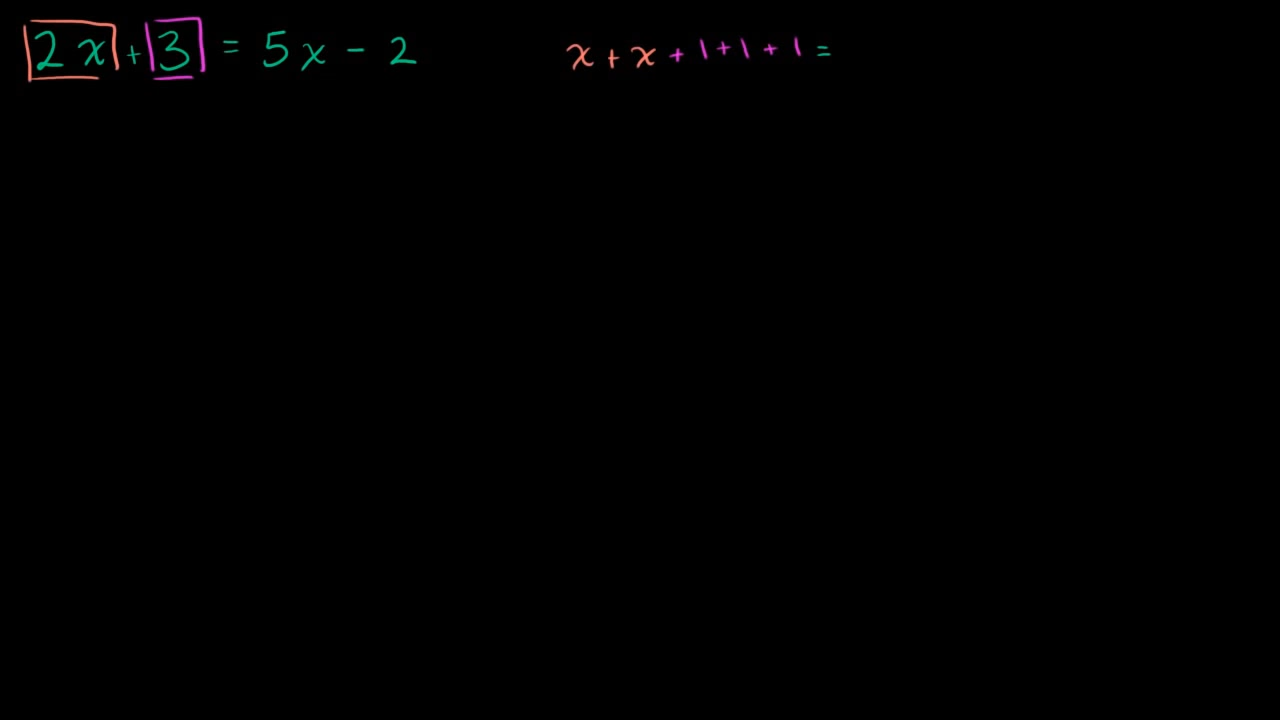 2x + 3 = 5x - 2
x + x + 1 + 1 + 1 =